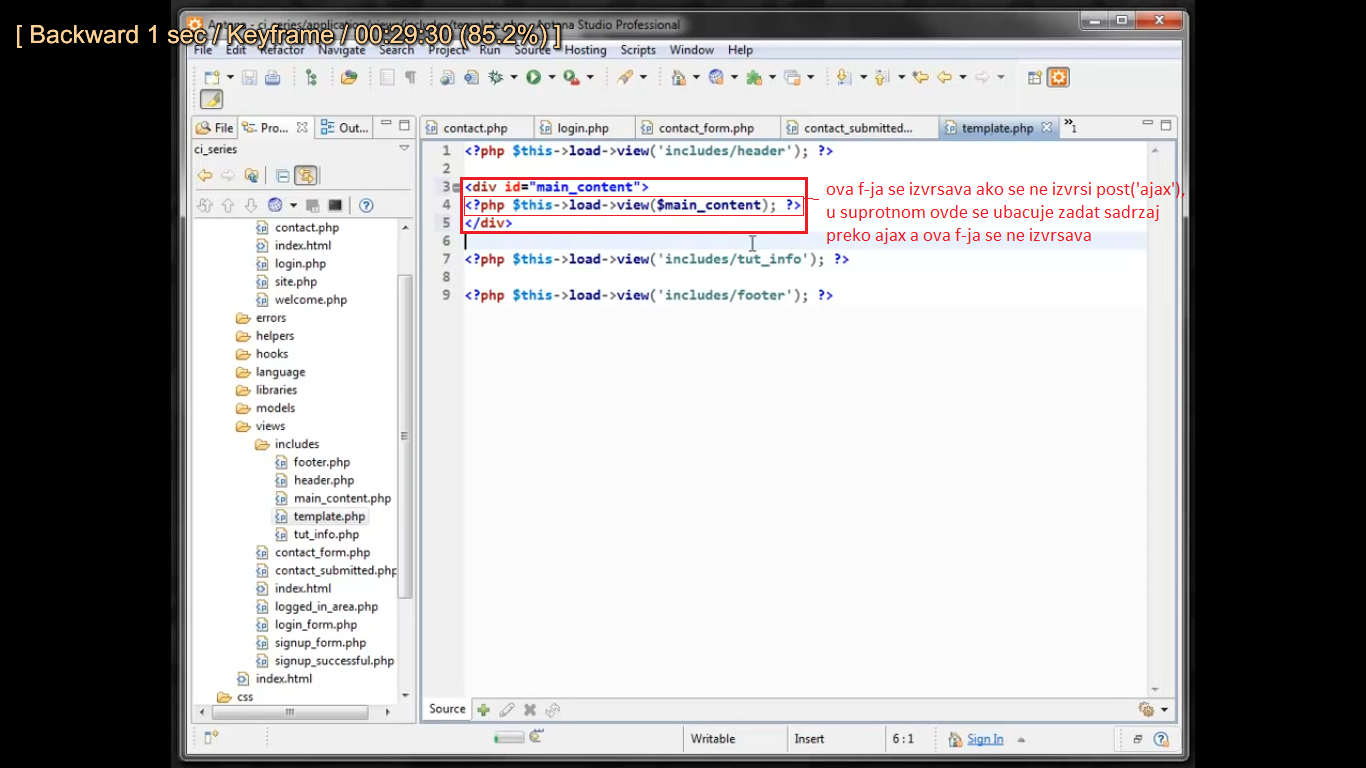 Aptana - ci_series/application/views/includes/template.php - Aptana Studio Professional
[ Backward 1 sec / Keyframe / 00:29:30 (85.2%) ]
File Edit Refactor Navigate Search Project Run Source Hosting Scripts Window Help
File Pro... Out...
contact.php login.php contact_form.php contact_submitted... template.php »1
ci_series
1 <?php $this->load->view('includes/header'); ?>
2
3 <div id="main_content">
4 <?php $this->load->view($main_content); ?>
5 </div>
6
7 <?php $this->load->view('includes/tut_info'); ?>
8
9 <?php $this->load->view('includes/footer'); ?>
ova f-ja se izvrsava ako se ne izvrsi post('ajax'),
u suprotnom ovde se ubacuje zadat sadrzaj
preko ajax a ova f-ja se ne izvrsava
contact.php
index.html
login.php
site.php
welcome.php
errors
helpers
hooks
language
libraries
models
views
includes
footer.php
header.php
main_content.php
template.php
tut_info.php
contact_form.php
contact_submitted.php
index.html
logged_in_area.php
login_form.php
signup_form.php
signup_successful.php
index.html
css
Source
Writable Insert 6 : 1 Sign In